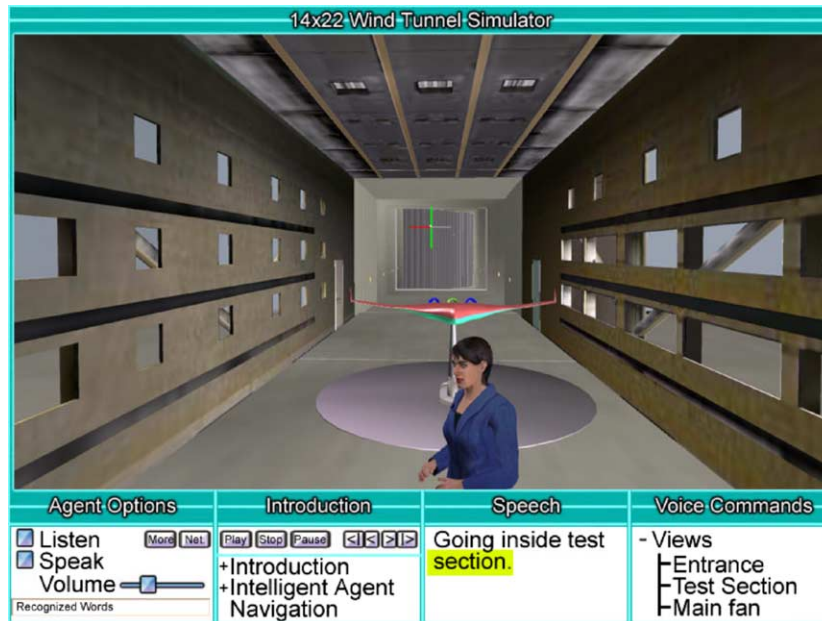 14x22 Wind Tunnel Simulator
Agent Options
Listen More Net.
Speak
Volume
Recognized Words
Introduction
Play Stop Pause <| < > |>
+Introduction
+Intelligent Agent
Navigation
Speech
Going inside test
section.
Voice Commands
- Views
Entrance
Test Section
Main fan